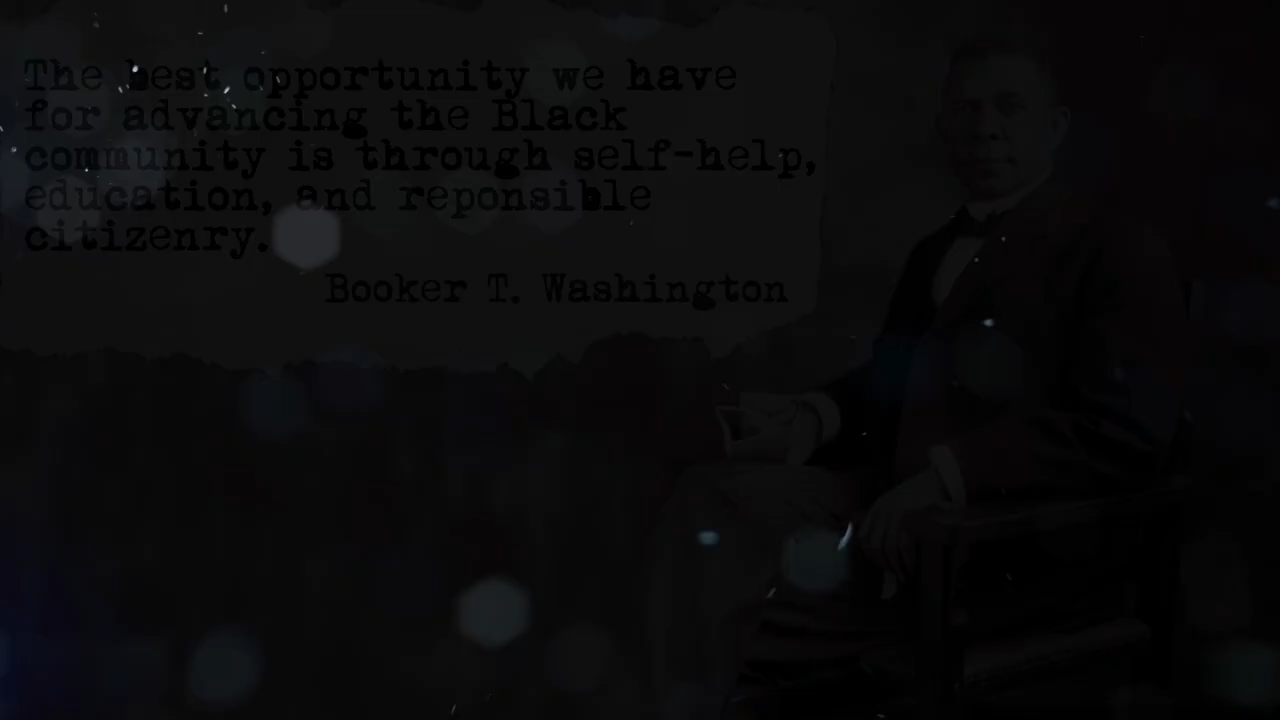 The best opportunity we have
for advancing the Black
community is through self-help,
education, and reponsible
citizenry.
Booker T. Washington